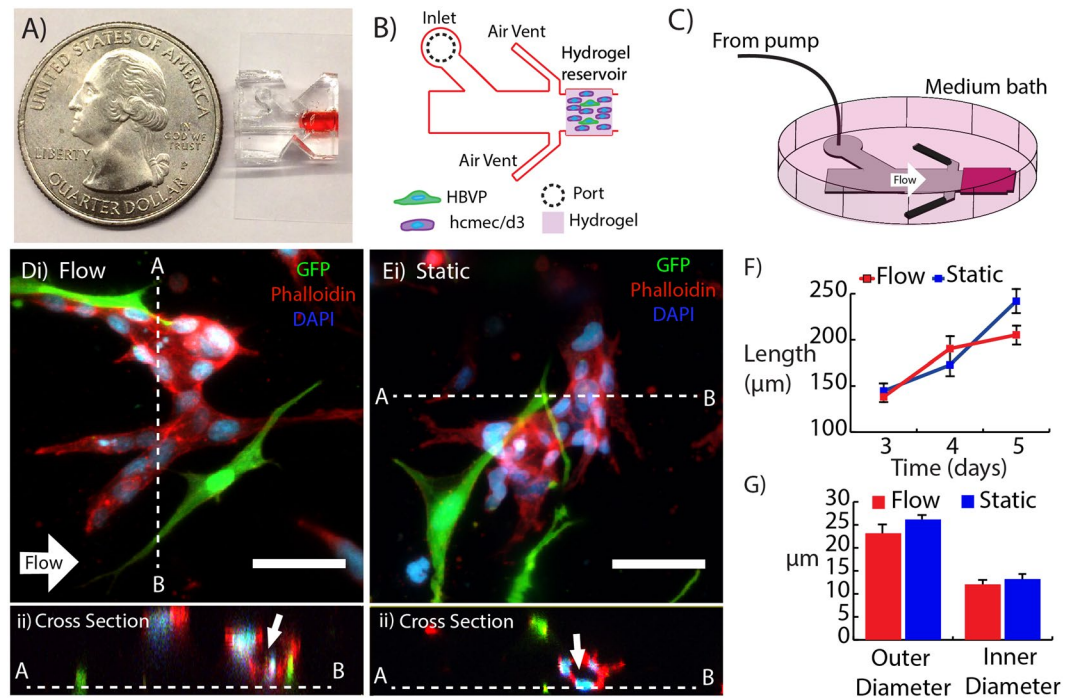 A)
UNITED STATES OF AMERICA
LIBERTY
IN
GOD WE
TRUST
P
QUARTER DOLLAR
B)
Inlet
Air Vent
Hydrogel
reservoir
Air Vent
HBVP
Port
hcmec/d3
Hydrogel
C)
From pump
Medium bath
Flow
Di) Flow
A
GFP
Phalloidin
DAPI
Flow
B
ii) Cross Section
A
B
Ei) Static
GFP
Phalloidin
DAPI
A
B
ii) Cross Section
A
B
F)
Flow
Static
250
200
150
100
Length
(µm)
3
4
5
Time (days)
G)
Flow
Static
30
25
20
15
10
5
0
µm
Outer
Diameter
Inner
Diameter